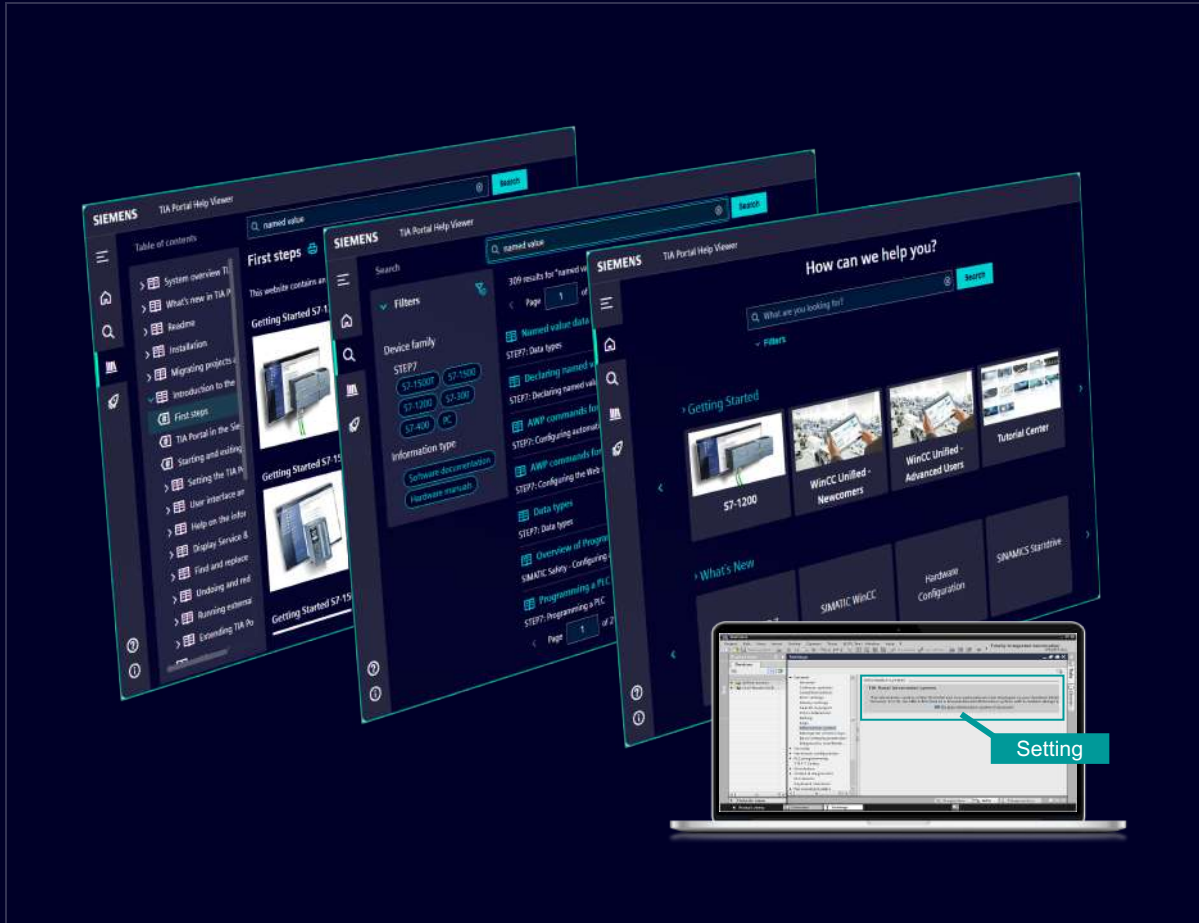 SIEMENS TIA Portal Help Viewer
Table of contents
System overview TI
What's new in TIA P
Readme
Installation
Migrating projects a
Introduction to the
First steps
TIA Portal in the Sie
Starting and exiting
Setting the TIA P
User interface an
Help on the infor
Display Service &
Find and replace
Undoing and red
Running external
Extending TIA Po
named value
Search
First steps
This website contains an
Getting Started S7-1
Getting Started S7-15
Getting Started S7-15
SIEMENS TIA Portal Help Viewer
Search
named value
Search
Filters
Device family
STEP7
S7-1500T S7-1500
S7-1200 S7-300
S7-400 PC
Information type
Software documentation
Hardware manuals
309 results for "named va
Page 1 of
Named value data
STEP7: Data types
Declaring named v
STEP7: Declaring named valu
AWP commands for
STEP7: Configuring automati
AWP commands for
STEP7: Configuring the Web
Data types
STEP7: Data types
Overview of Program
SIMATIC Safety - Configuring
Programming a PLC
STEP7: Programming a PLC
Page 1 of 2
SIEMENS TIA Portal Help Viewer
How can we help you?
What are you looking for?
Search
Filters
Getting Started
S7-1200
WinCC Unified -
Newcomers
WinCC Unified -
Advanced Users
Tutorial Center
What's New
SIMATIC WinCC
Hardware
Configuration
SINAMICS Startdrive
Setting